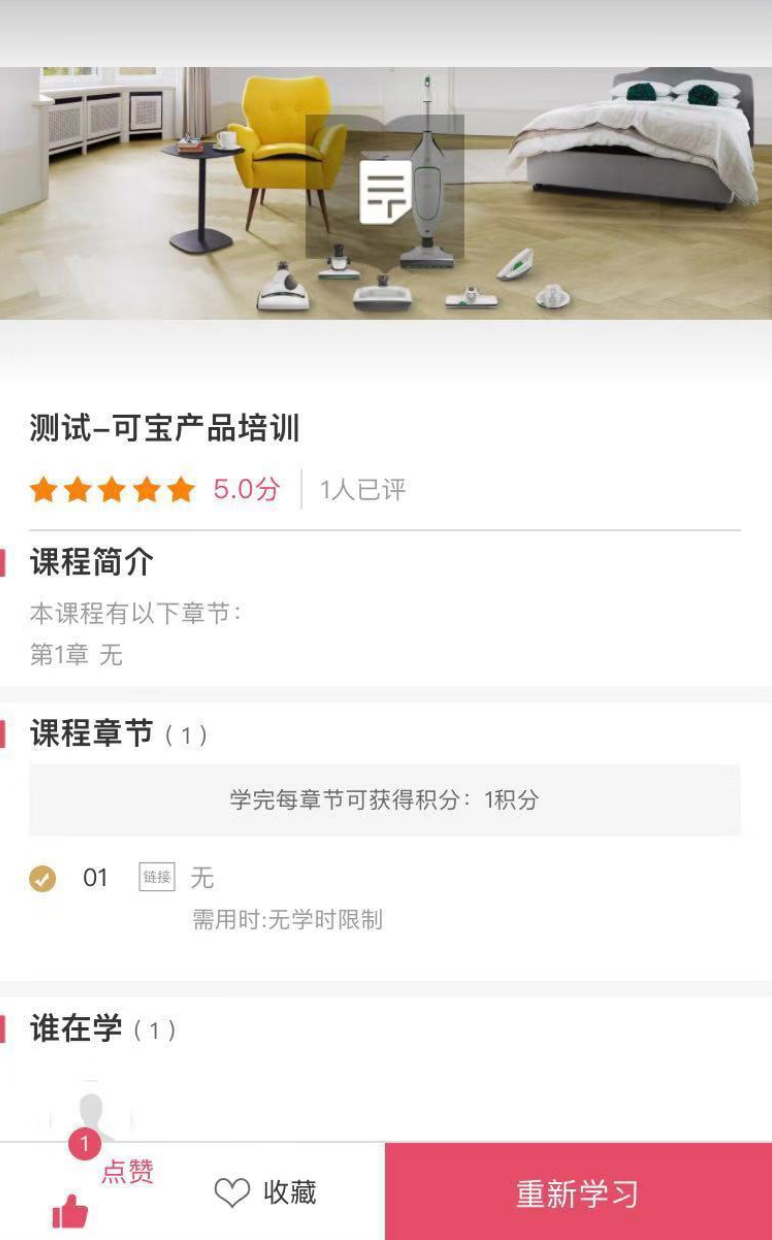 测试–可宝产品培训
5.0分 1人已评
课程简介
本课程有以下章节：
第1章 无
课程章节（1）
学完每章节可获得积分：1积分
01 链接 无
需用时:无学时限制
谁在学（1）
1
点赞
收藏
重新学习